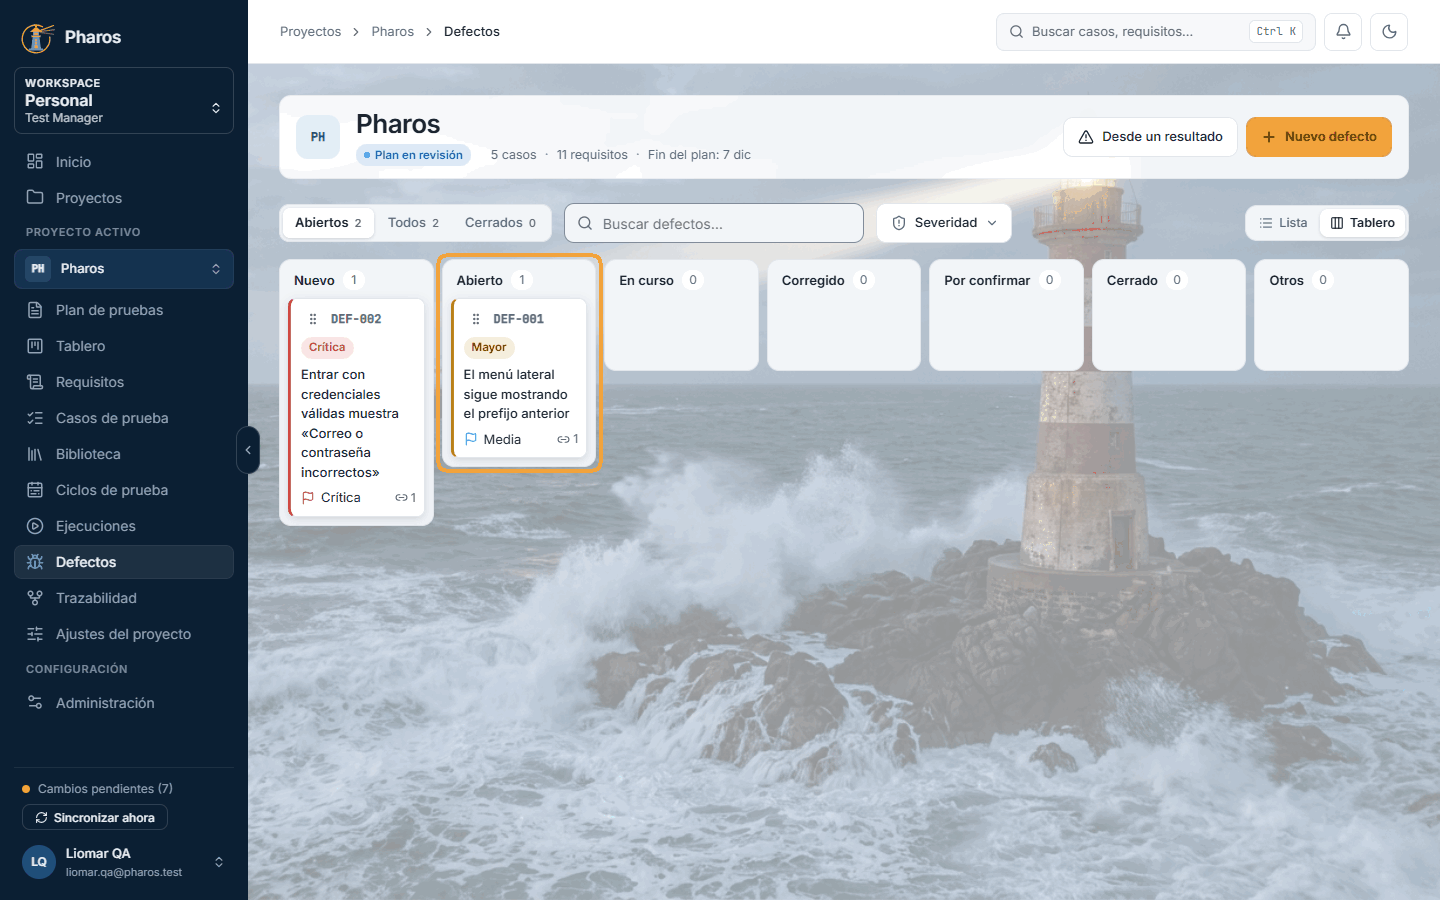 Pharos
WORKSPACE
Personal
Test Manager
Inicio
Proyectos
PROYECTO ACTIVO
PH Pharos
Plan de pruebas
Tablero
Requisitos
Casos de prueba
Biblioteca
Ciclos de prueba
Ejecuciones
Defectos
Trazabilidad
Ajustes del proyecto
CONFIGURACIÓN
Administración
Cambios pendientes (7)
Sincronizar ahora
LQ
Liomar QA
liomar.qa@pharos.test
Proyectos > Pharos > Defectos
Buscar casos, requisitos... Ctrl K
PH
Pharos
Plan en revisión 5 casos · 11 requisitos · Fin del plan: 7 dic
Desde un resultado
+ Nuevo defecto
Abiertos 2 Todos 2 Cerrados 0
Buscar defectos...
Severidad
Lista Tablero
Nuevo 1
DEF-002
Crítica
Entrar con
credenciales
válidas muestra
«Correo o
contraseña
incorrectos»
Crítica 1
Abierto 1
DEF-001
Mayor
El menú lateral
sigue mostrando
el prefijo anterior
Media 1
En curso 0
Corregido 0
Por confirmar 0
Cerrado 0
Otros 0